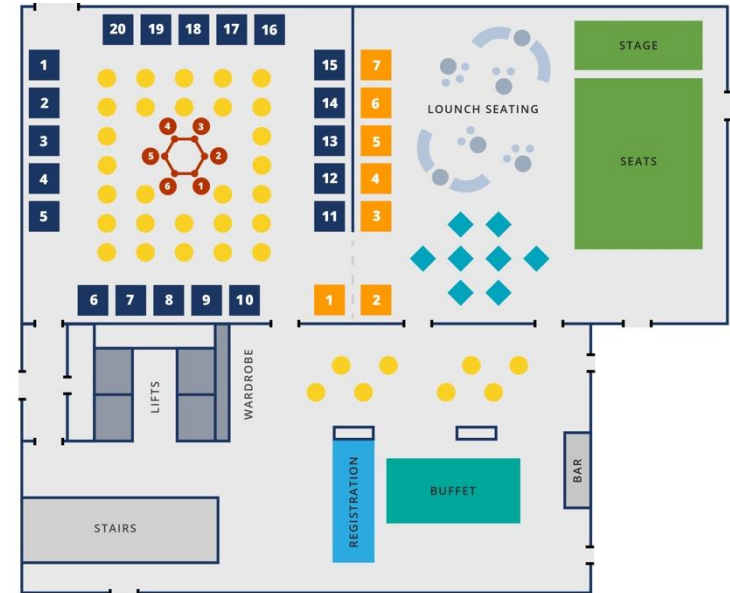 20 19 18 17 16
1
2
3
4
5
15
14
13
12
11
7
6
5
4
3
4 3
5 2
6 1
6 7 8 9 10
1 2
LOUNCH SEATING
STAGE
SEATS
LIFTS
WARDROBE
STAIRS
REGISTRATION
BUFFET
BAR